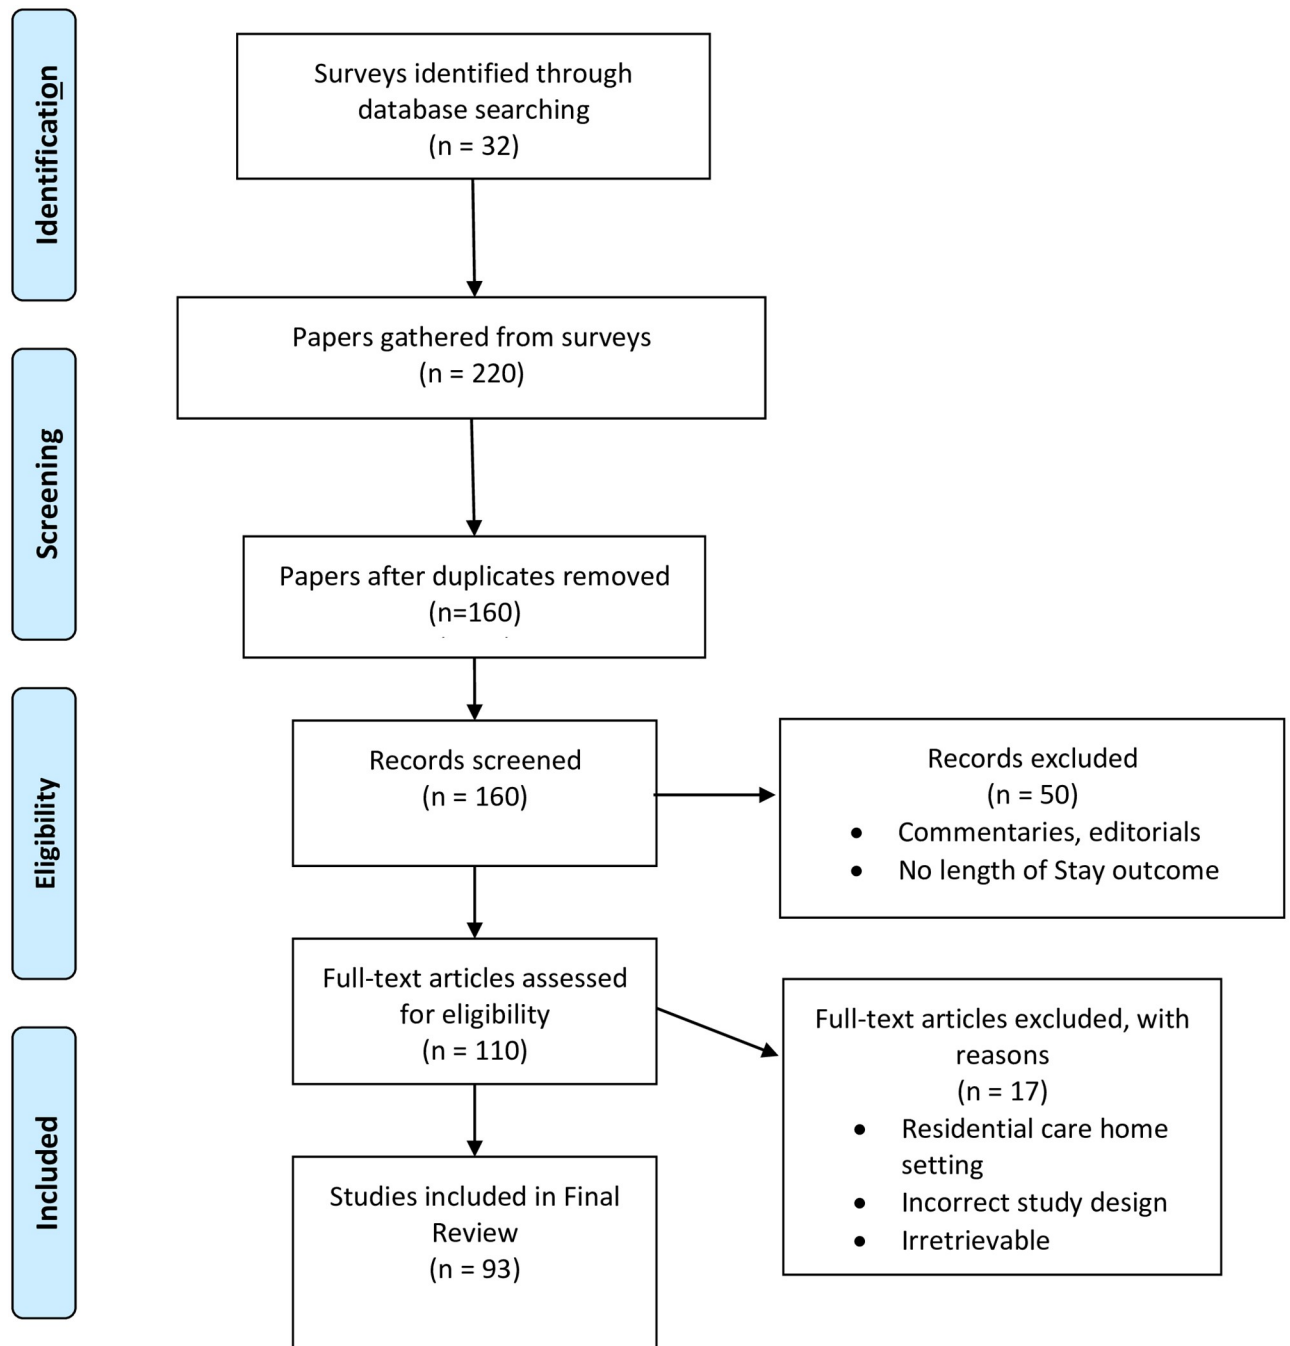 Identification
Surveys identified through
database searching
(n = 32)
Papers gathered from surveys
(n = 220)
Screening
Papers after duplicates removed
(n=160)
Eligibility
Records screened
(n = 160)
Records excluded
(n = 50)
• Commentaries, editorials
• No length of Stay outcome
Full-text articles assessed
for eligibility
(n = 110)
Full-text articles excluded, with
reasons
(n = 17)
• Residential care home
setting
• Incorrect study design
• Irretrievable
Included
Studies included in Final
Review
(n = 93)